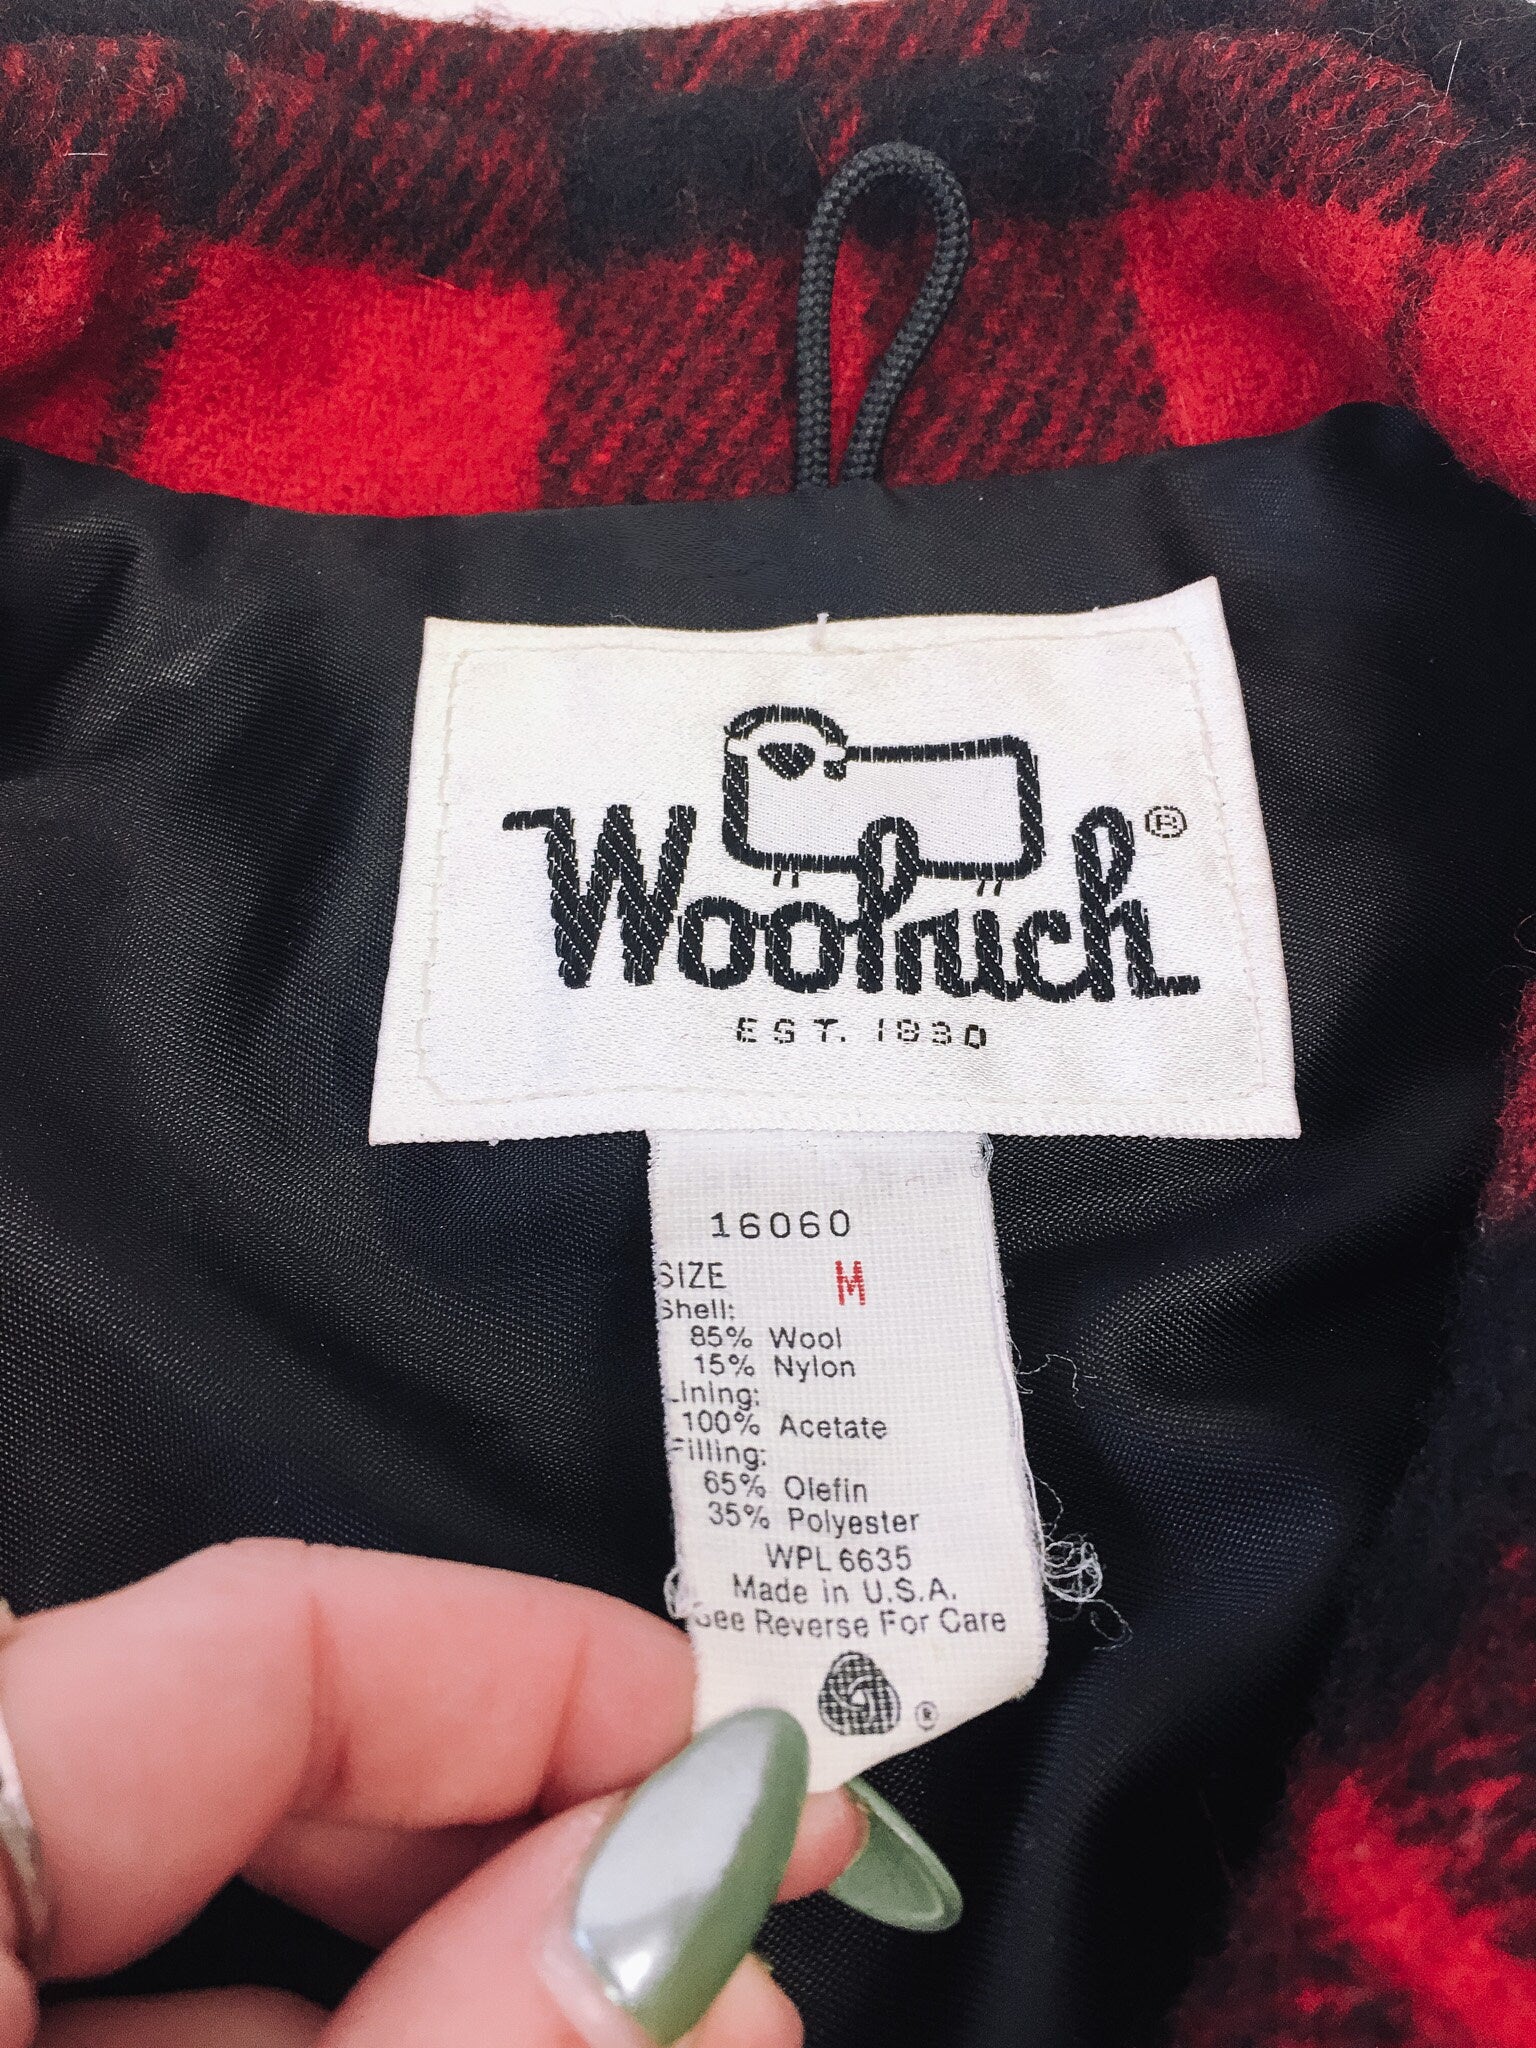 Woolrich®
EST. 1830
16060
SIZE M
Shell:
85% Wool
15% Nylon
Lining:
100% Acetate
Filling:
65% Olefin
35% Polyester
WPL 6635
Made in U.S.A.
See Reverse For Care
®